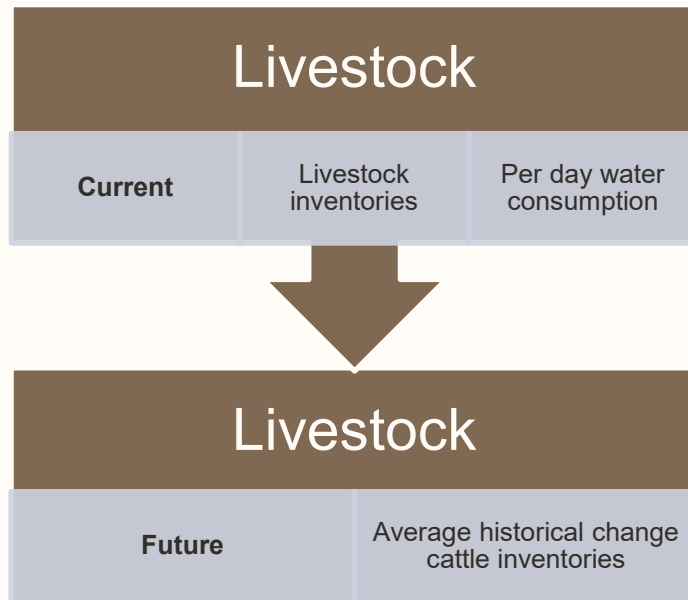 Livestock
Current
Livestock
inventories
Per day water
consumption
Livestock
Future
Average historical change
cattle inventories